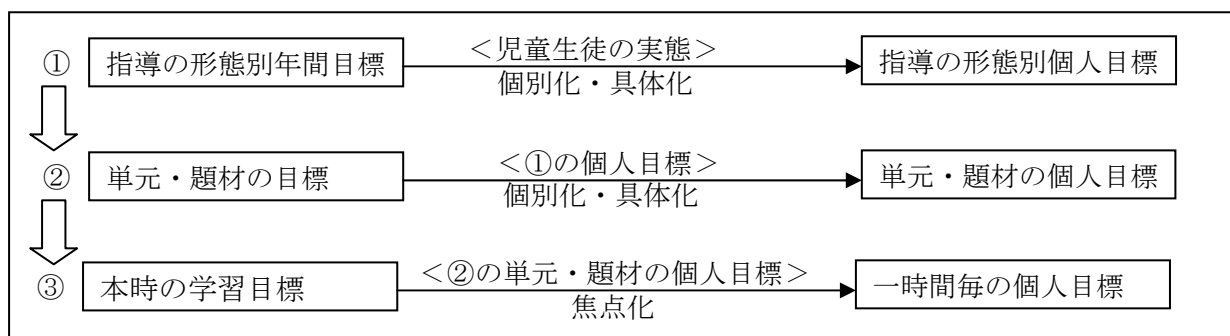 ① 指導の形態別年間目標 <児童生徒の実態> 個別化・具体化 指導の形態別個人目標
② 単元・題材の目標 <①の個人目標> 個別化・具体化 単元・題材の個人目標
③ 本時の学習目標 <②の単元・題材の個人目標> 焦点化 一時間毎の個人目標